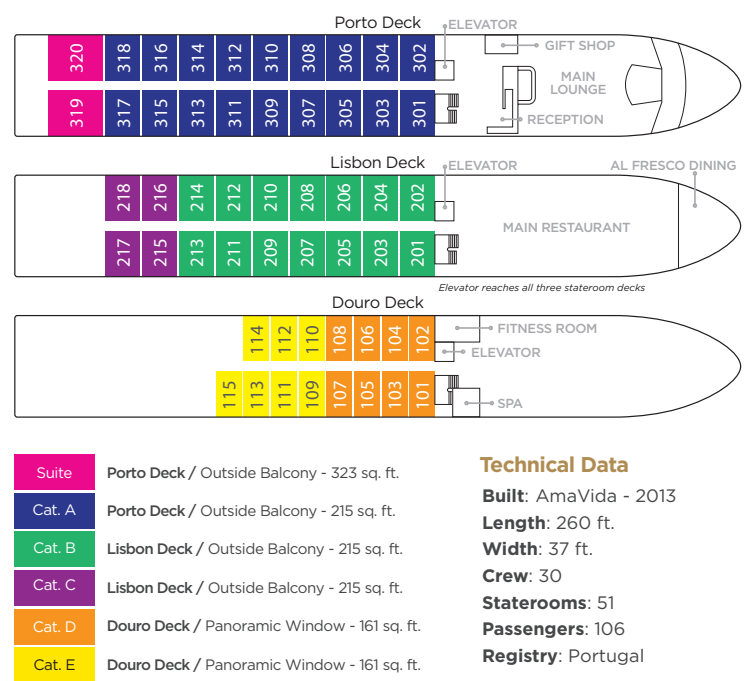 Porto Deck
ELEVATOR
GIFT SHOP
320 318 316 314 312 310 308 306 304 302
MAIN
LOUNGE
319 317 315 313 311 309 307 305 303 301
RECEPTION
Lisbon Deck
ELEVATOR
AL FRESCO DINING
218 216 214 212 210 208 206 204 202
MAIN RESTAURANT
217 215 213 211 209 207 205 203 201
Elevator reaches all three stateroom decks
Douro Deck
114 112 110 108 106 104 102
FITNESS ROOM
ELEVATOR
115 113 111 109 107 105 103 101
SPA
Suite Porto Deck / Outside Balcony - 323 sq. ft.
Cat. A Porto Deck / Outside Balcony - 215 sq. ft.
Cat. B Lisbon Deck / Outside Balcony - 215 sq. ft.
Cat. C Lisbon Deck / Outside Balcony - 215 sq. ft.
Cat. D Douro Deck / Panoramic Window - 161 sq. ft.
Cat. E Douro Deck / Panoramic Window - 161 sq. ft.
Technical Data
Built: AmaVida - 2013
Length: 260 ft.
Width: 37 ft.
Crew: 30
Staterooms: 51
Passengers: 106
Registry: Portugal